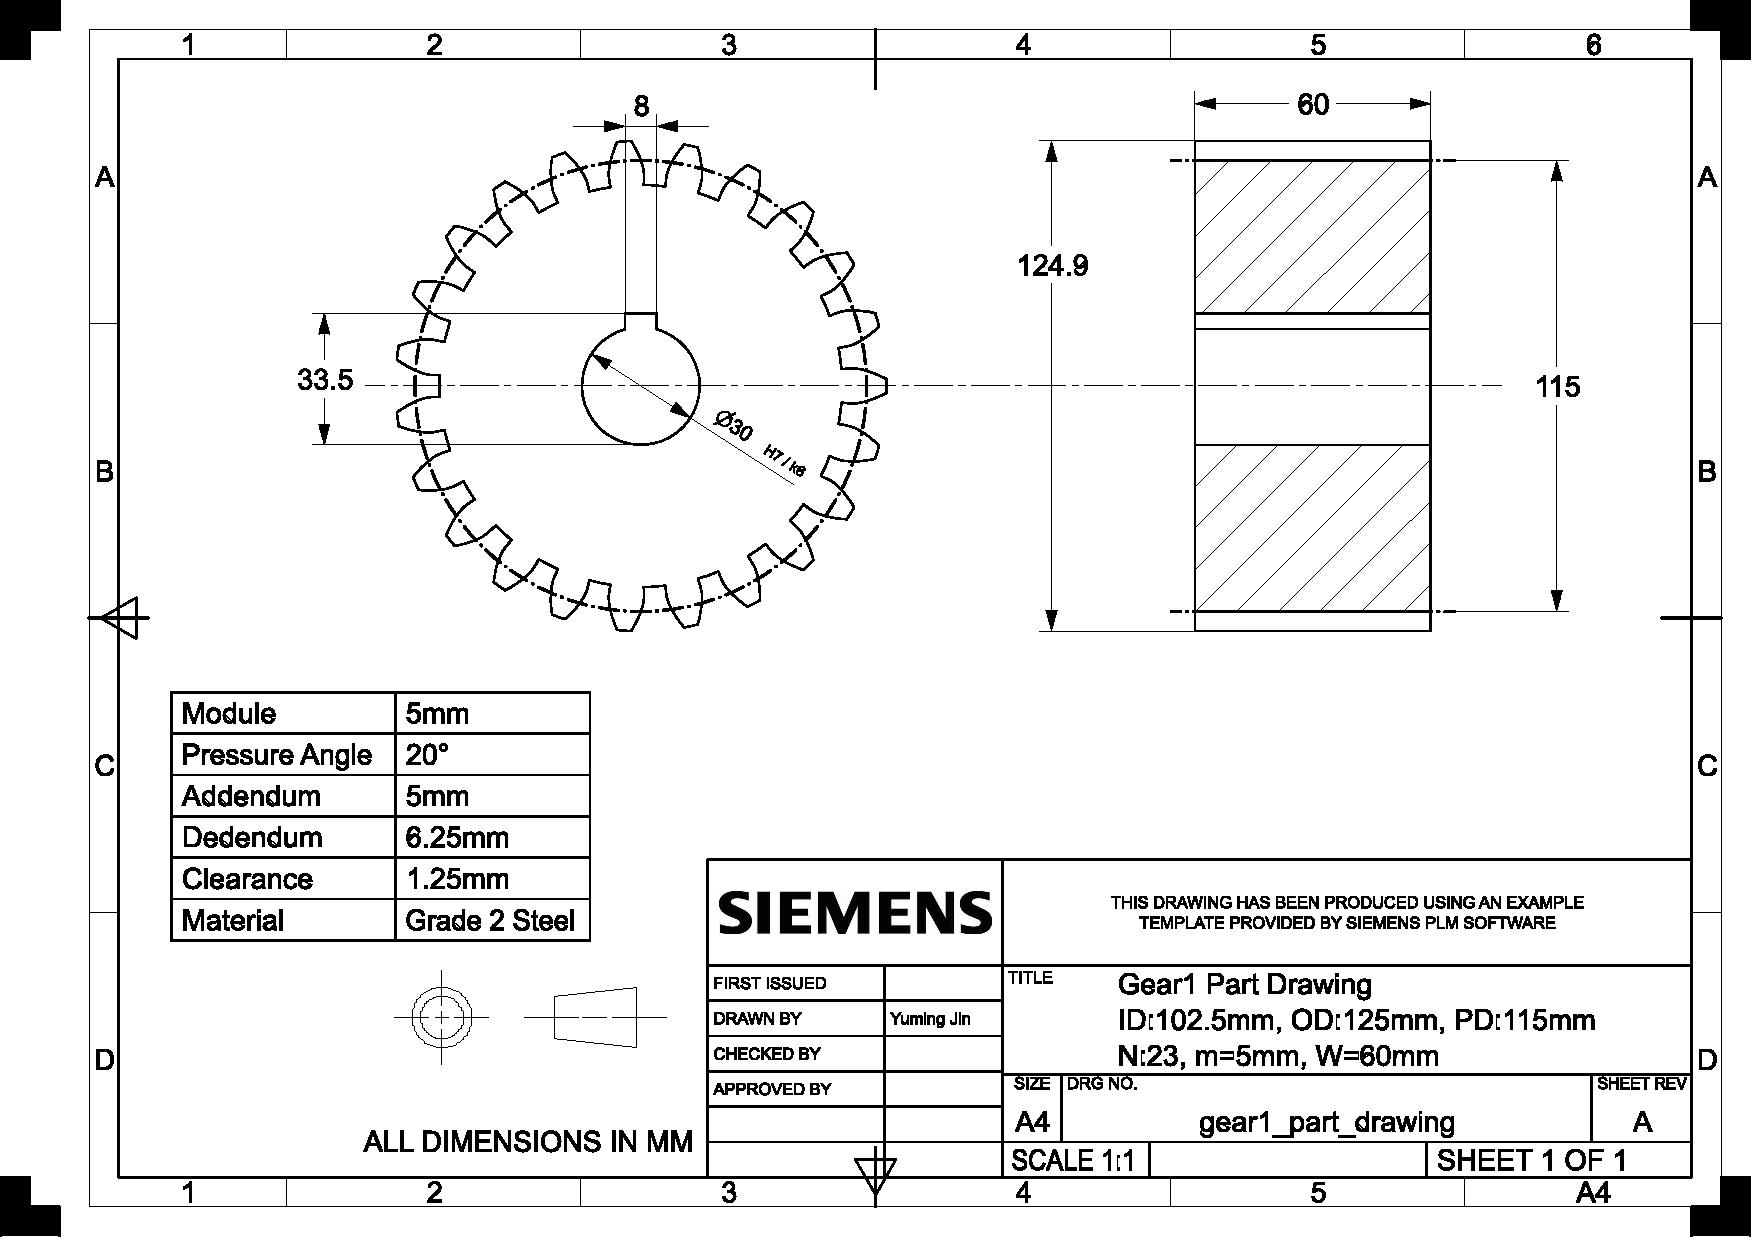 1 2 3 4 5 6
8
60
A A
124.9
33.5
115
Ø30 H7 / k6
B B
Module 5mm
Pressure Angle 20°
Addendum 5mm
Dedendum 6.25mm
Clearance 1.25mm
Material Grade 2 Steel
C C
SIEMENS
THIS DRAWING HAS BEEN PRODUCED USING AN EXAMPLE
TEMPLATE PROVIDED BY SIEMENS PLM SOFTWARE
FIRST ISSUED
DRAWN BY Yuming Jin
CHECKED BY
APPROVED BY
TITLE Gear1 Part Drawing
ID:102.5mm, OD:125mm, PD:115mm
N:23, m=5mm, W=60mm
D D
SIZE DRG NO. SHEET REV
A4 gear1_part_drawing A
ALL DIMENSIONS IN MM
SCALE 1:1 SHEET 1 OF 1
1 2 3 4 5 A4